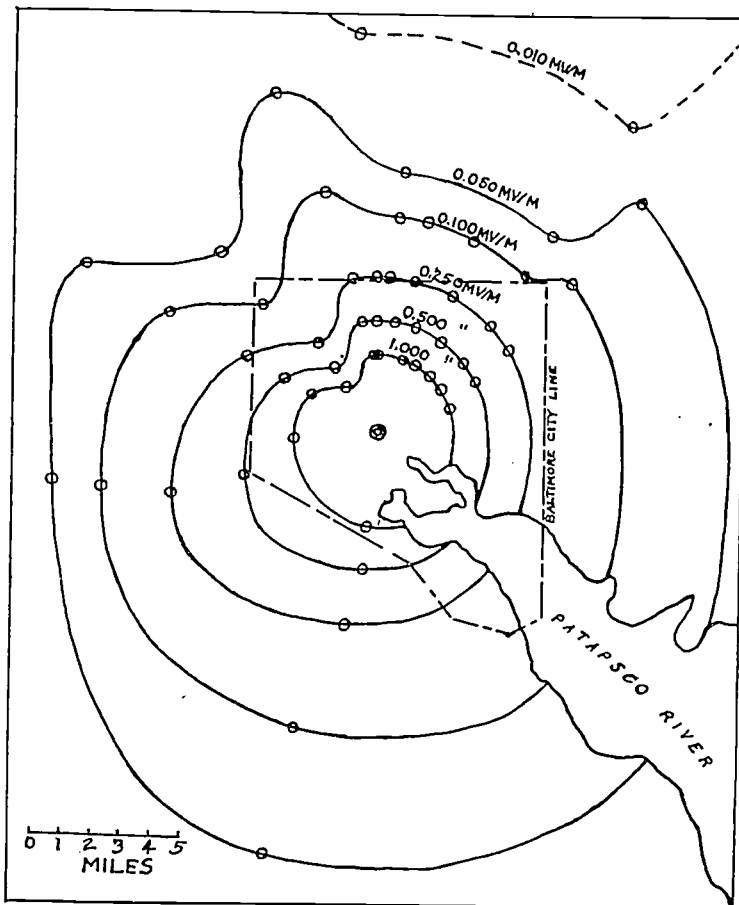 0.010 MV/M
0.050 MV/M
0.100 MV/M
0.250 MV/M
0.500 "
1.000 "
BALTIMORE CITY LINE
PATAPSCO RIVER
0 1 2 3 4 5
MILES